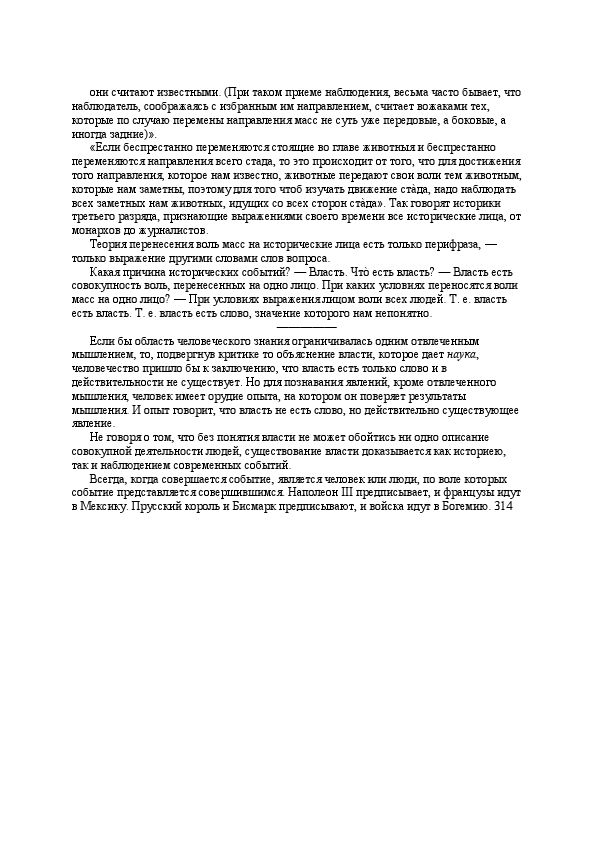 они считают известными. (При таком приеме наблюдения, весьма часто бывает, что
наблюдатель, соображаясь с избранным им направлением, считает вожаками тех,
которые по случаю перемены направления масс не суть уже передовые, а боковые, а
иногда задние)».
«Если беспрестанно переменяются стоящие во главе животныя и беспрестанно
переменяются направления всего стада, то это происходит от того, что для достижения
того направления, которое нам известно, животные передают свои воли тем животным,
которые нам заметны, поэтому для того чтоб изучать движение ста̀да, надо наблюдать
всех заметных нам животных, идущих со всех сторон ста̀да». Так говорят историки
третьего разряда, признающие выражениями своего времени все исторические лица, от
монархов до журналистов.
Теория перенесения воль масс на исторические лица есть только перифраза, —
только выражение другими словами слов вопроса.
Какая причина исторических событий? — Власть. Что̀ есть власть? — Власть есть
совокупность воль, перенесенных на одно лицо. При каких условиях переносятся воли
масс на одно лицо? — При условиях выражения лицом воли всех людей. Т. е. власть
есть власть. Т. е. власть есть слово, значение которого нам непонятно.
Если бы область человеческого знания ограничивалась одним отвлеченным
мышлением, то, подвергнув критике то объяснение власти, которое дает наука,
человечество пришло бы к заключению, что власть есть только слово и в
действительности не существует. Но для познавания явлений, кроме отвлеченного
мышления, человек имеет орудие опыта, на котором он поверяет результаты
мышления. И опыт говорит, что власть не есть слово, но действительно существующее
явление.
Не говоря о том, что без понятия власти не может обойтись ни одно описание
совокупной деятельности людей, существование власти доказывается как историею,
так и наблюдением современных событий.
Всегда, когда совершается событие, является человек или люди, по воле которых
событие представляется совершившимся. Наполеон III предписывает, и французы идут
в Мексику. Прусский король и Бисмарк предписывают, и войска идут в Богемию. 314